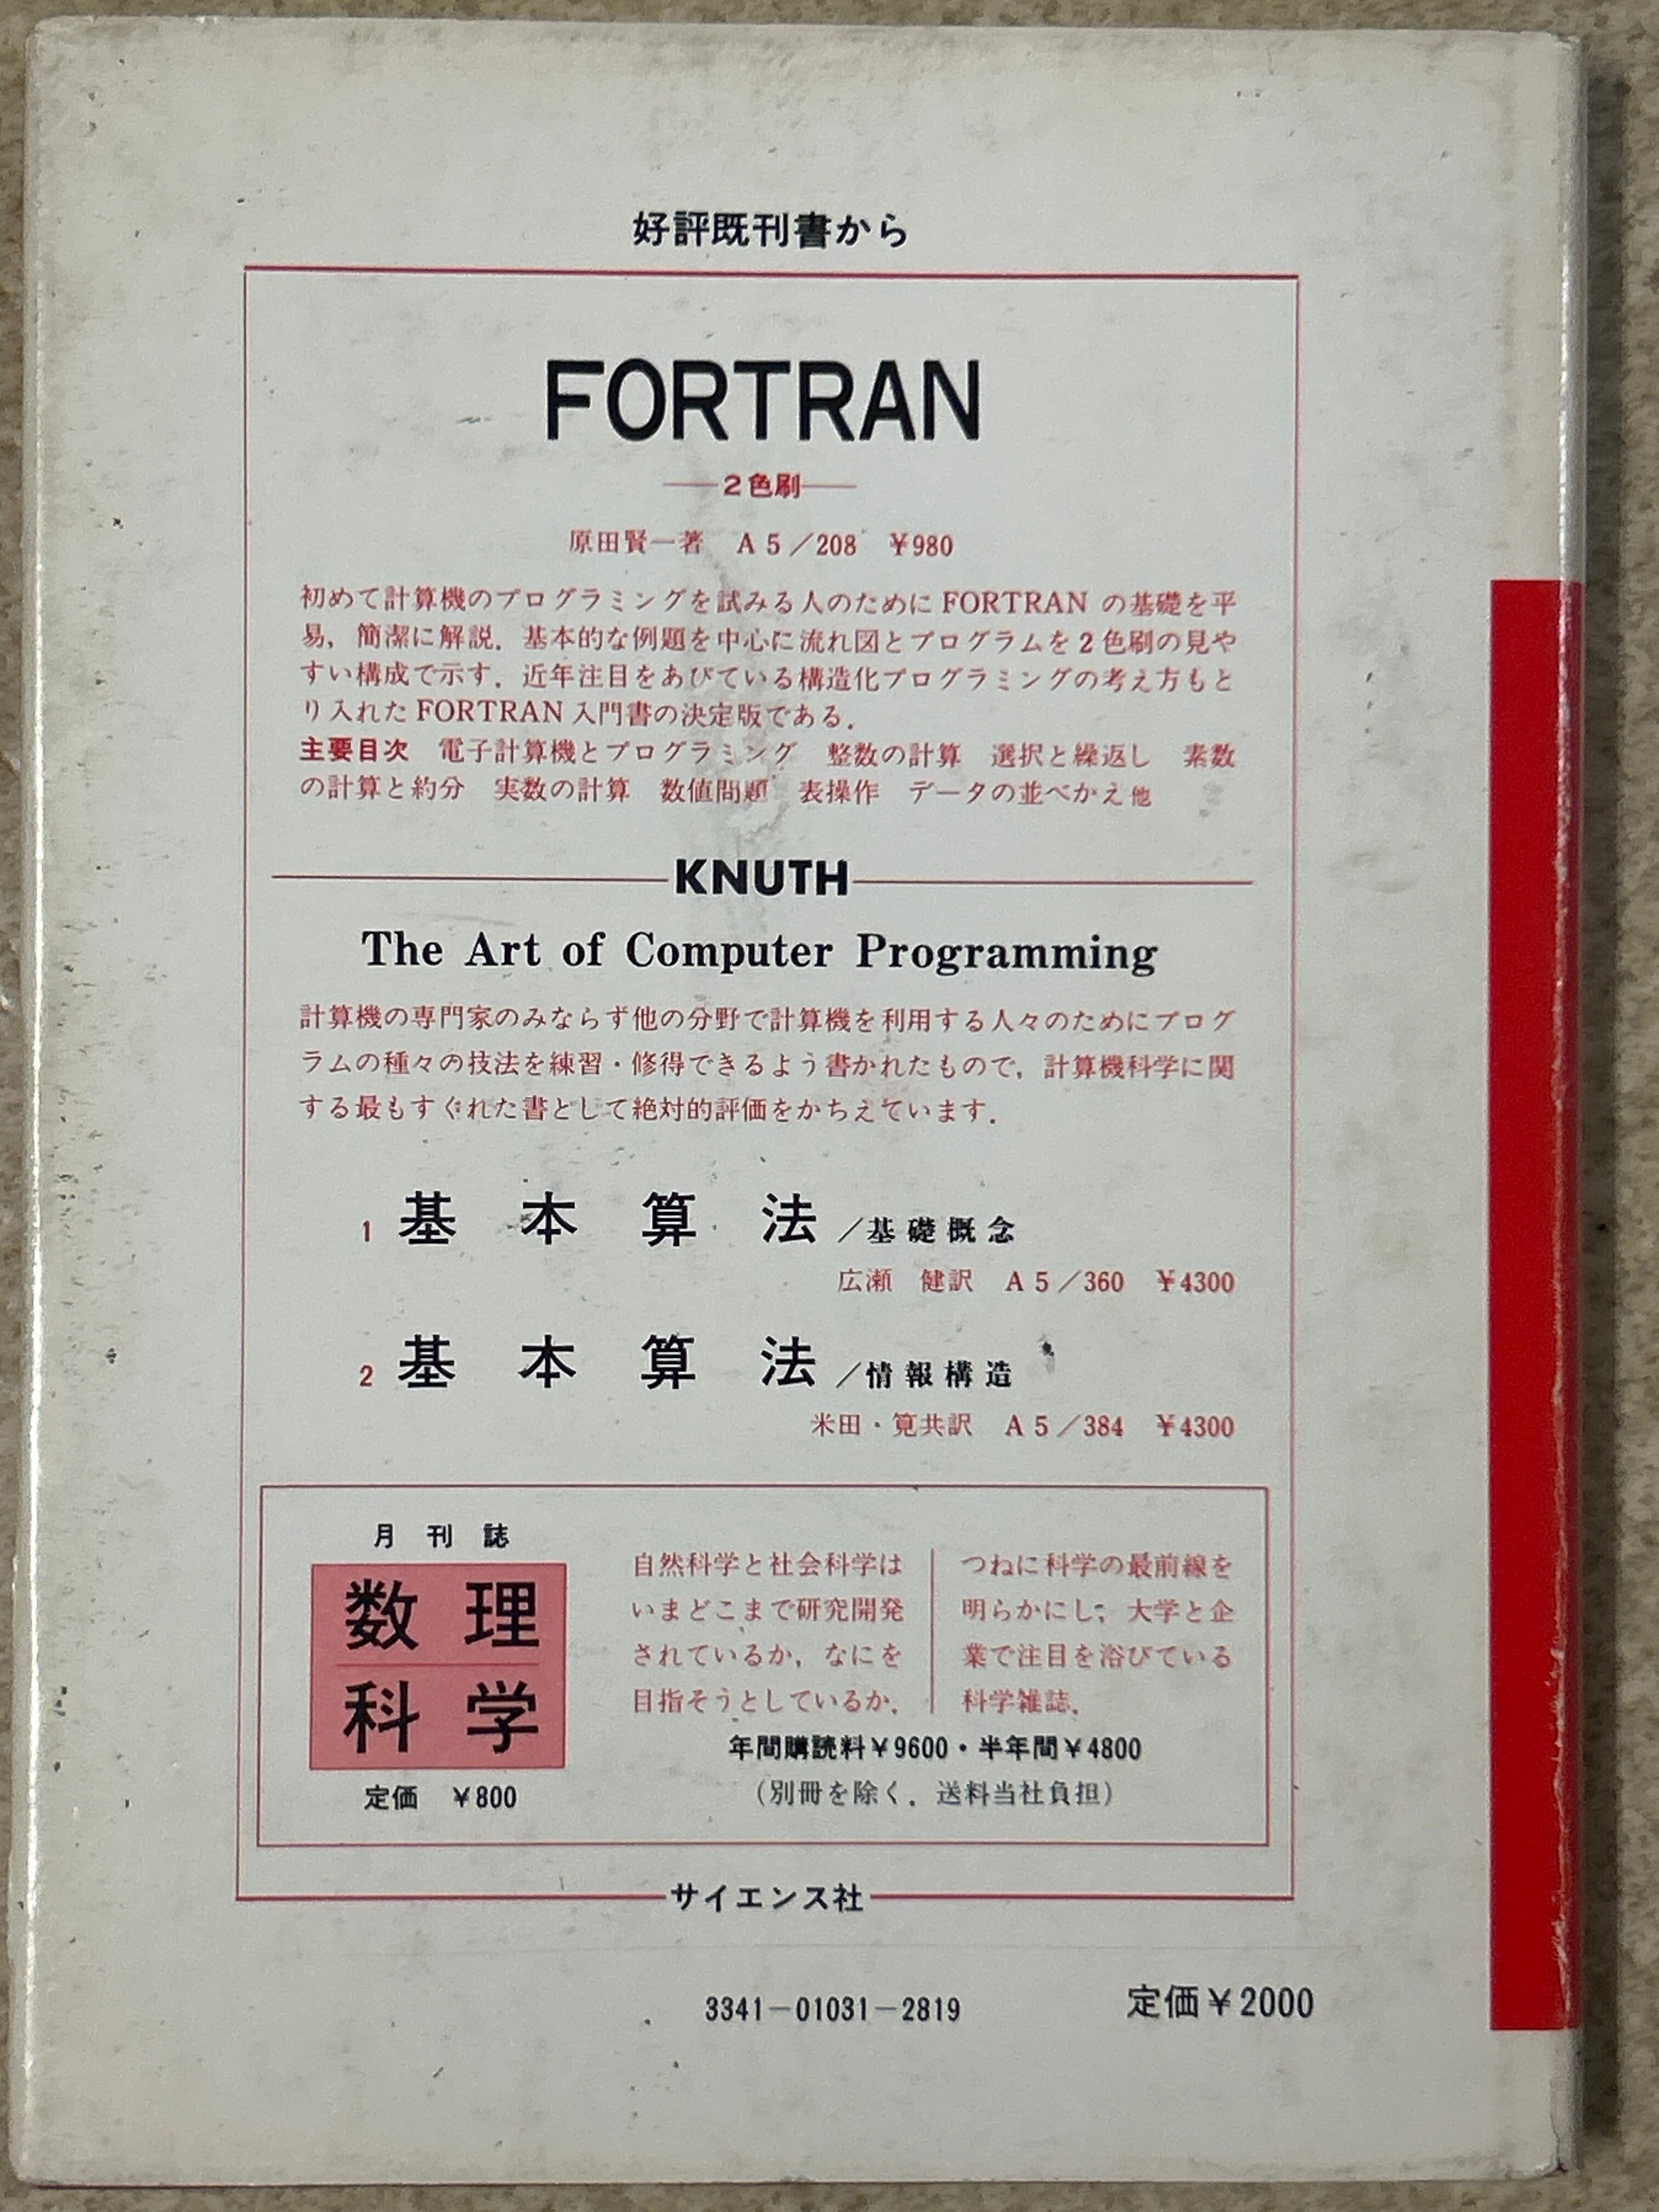 好評既刊書から
FORTRAN
2色刷
原田賢一著 A5／208 ¥980
初めて計算機のプログラミングを試みる人のために FORTRAN の基礎を平
易，簡潔に解説．基本的な例題を中心に流れ図とプログラムを2色刷の見や
すい構成で示す．近年注目をあびている構造化プログラミングの考え方もと
り入れた FORTRAN 入門書の決定版である．
主要目次 電子計算機とプログラミング 整数の計算 選択と繰返し 素数
の計算と約分 実数の計算 数値問題 表操作 データの並べかえ他
KNUTH
The Art of Computer Programming
計算機の専門家のみならず他の分野で計算機を利用する人々のためにプログ
ラムの種々の技法を練習・修得できるよう書かれたもので，計算機科学に関
する最もすぐれた書として絶対的評価をかちえています．
1 基本算法／基礎概念
広瀬 健訳 A5／360 ¥4300
2 基本算法／情報構造
米田・筧共訳 A5／384 ¥4300
月刊誌
数理
科学
定価 ¥800
自然科学と社会科学は
いまどこまで研究開発
されているか，なにを
目指そうとしているか．
つねに科学の最前線を
明らかにし，大学と企
業で注目を浴びている
科学雑誌．
年間購読料¥9600・半年間¥4800
（別冊を除く．送料当社負担）
サイエンス社
3341－01031－2819
定価¥2000